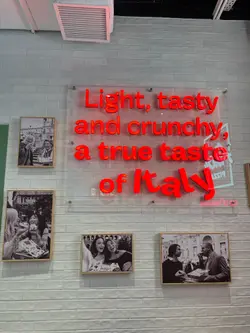 Light, tasty
and crunchy,
a true taste
of Italy